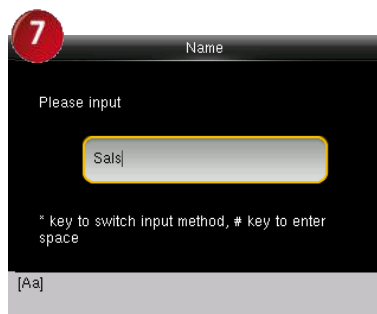 7
Name
Please input
Sals
* key to switch input method, # key to enter
space
[Aa]